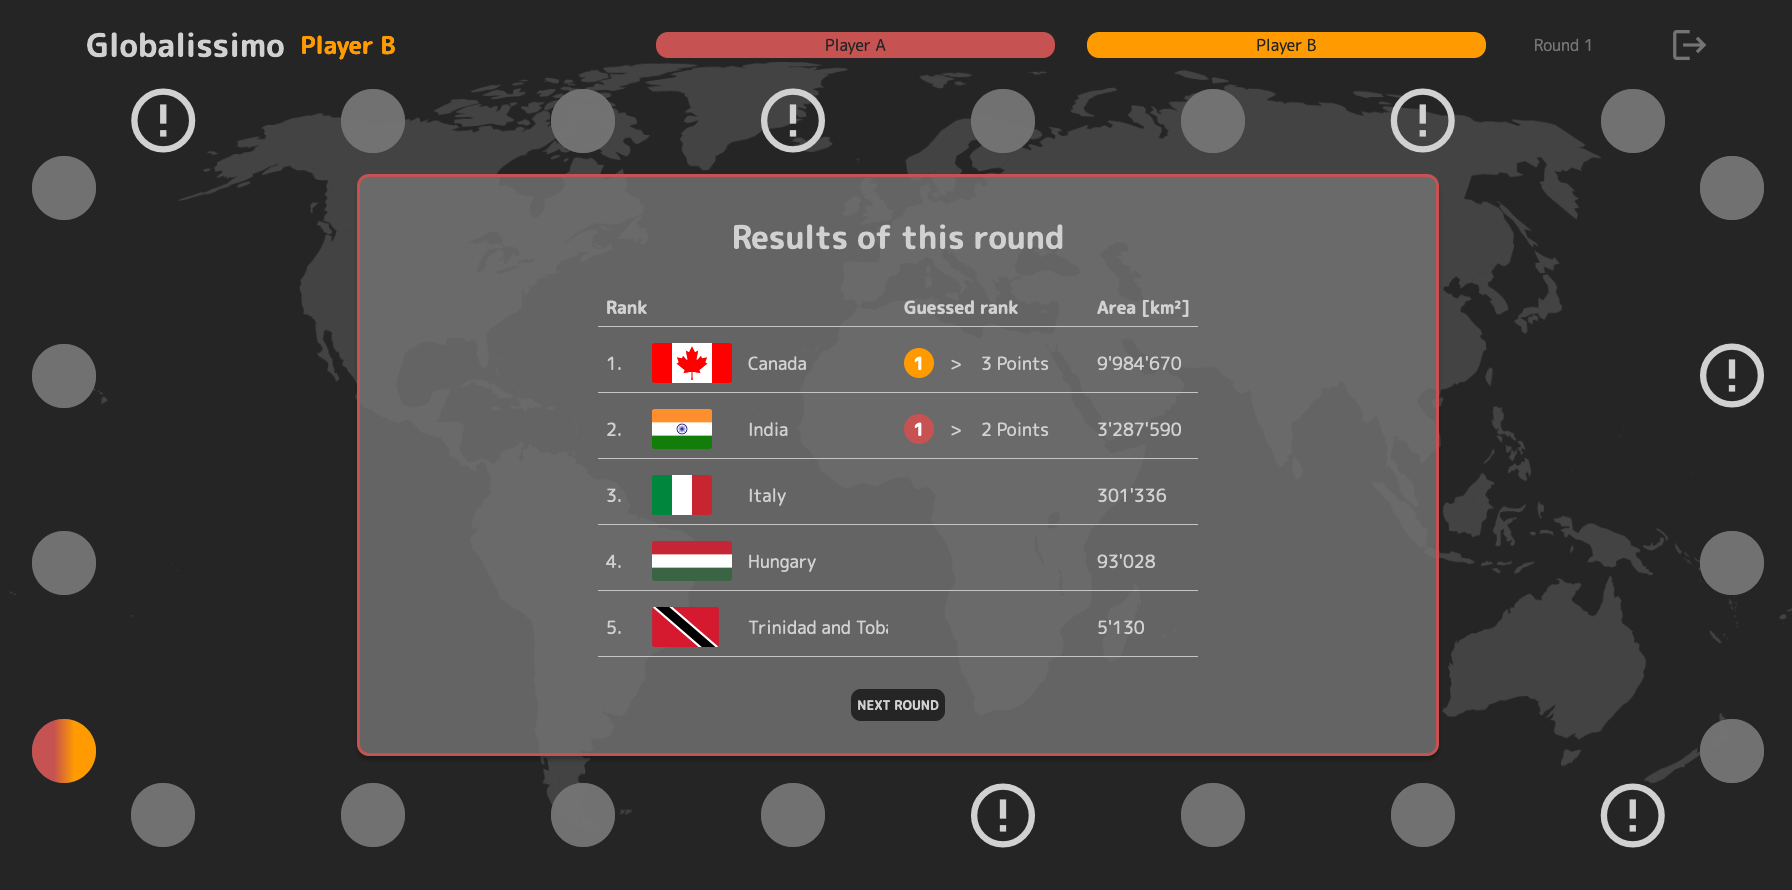 Globalissimo Player B Player A Player B Round 1
Results of this round
Rank Guessed rank Area [km²]
1. Canada 1 > 3 Points 9'984'670
2. India 1 > 2 Points 3'287'590
3. Italy 301'336
4. Hungary 93'028
5. Trinidad and Toba 5'130
NEXT ROUND